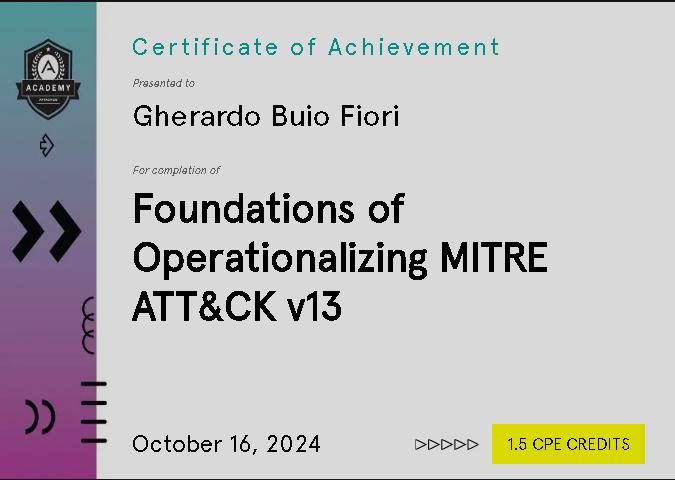 ACADEMY
Certificate of Achievement
Presented to
Gherardo Buio Fiori
For completion of
Foundations of
Operationalizing MITRE
ATT&CK v13
October 16, 2024
1.5 CPE CREDITS